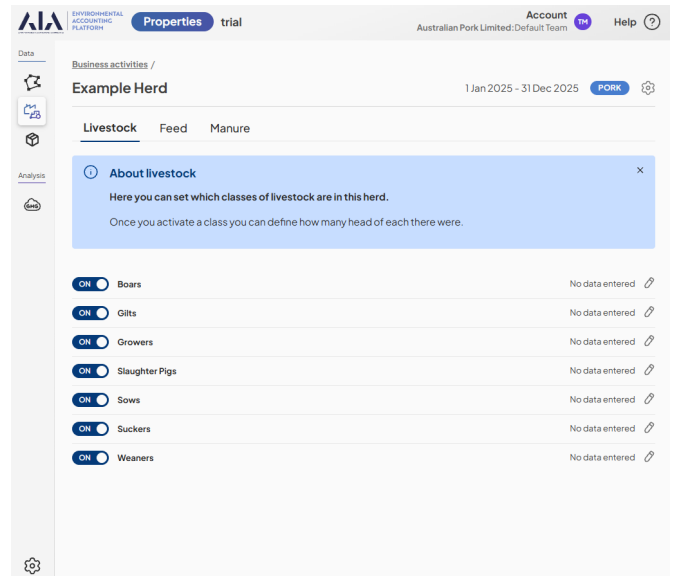 AIA
ENVIRONMENTAL
ACCOUNTING
PLATFORM
Properties
trial
Account
Australian Pork Limited:Default Team
TM
Help
Data
Analysis
GHG
Business activities /
Example Herd
1 Jan 2025 - 31 Dec 2025
PORK
Livestock
Feed
Manure
About livestock
Here you can set which classes of livestock are in this herd.
Once you activate a class you can define how many head of each there were.
ON Boars No data entered
ON Gilts No data entered
ON Growers No data entered
ON Slaughter Pigs No data entered
ON Sows No data entered
ON Suckers No data entered
ON Weaners No data entered